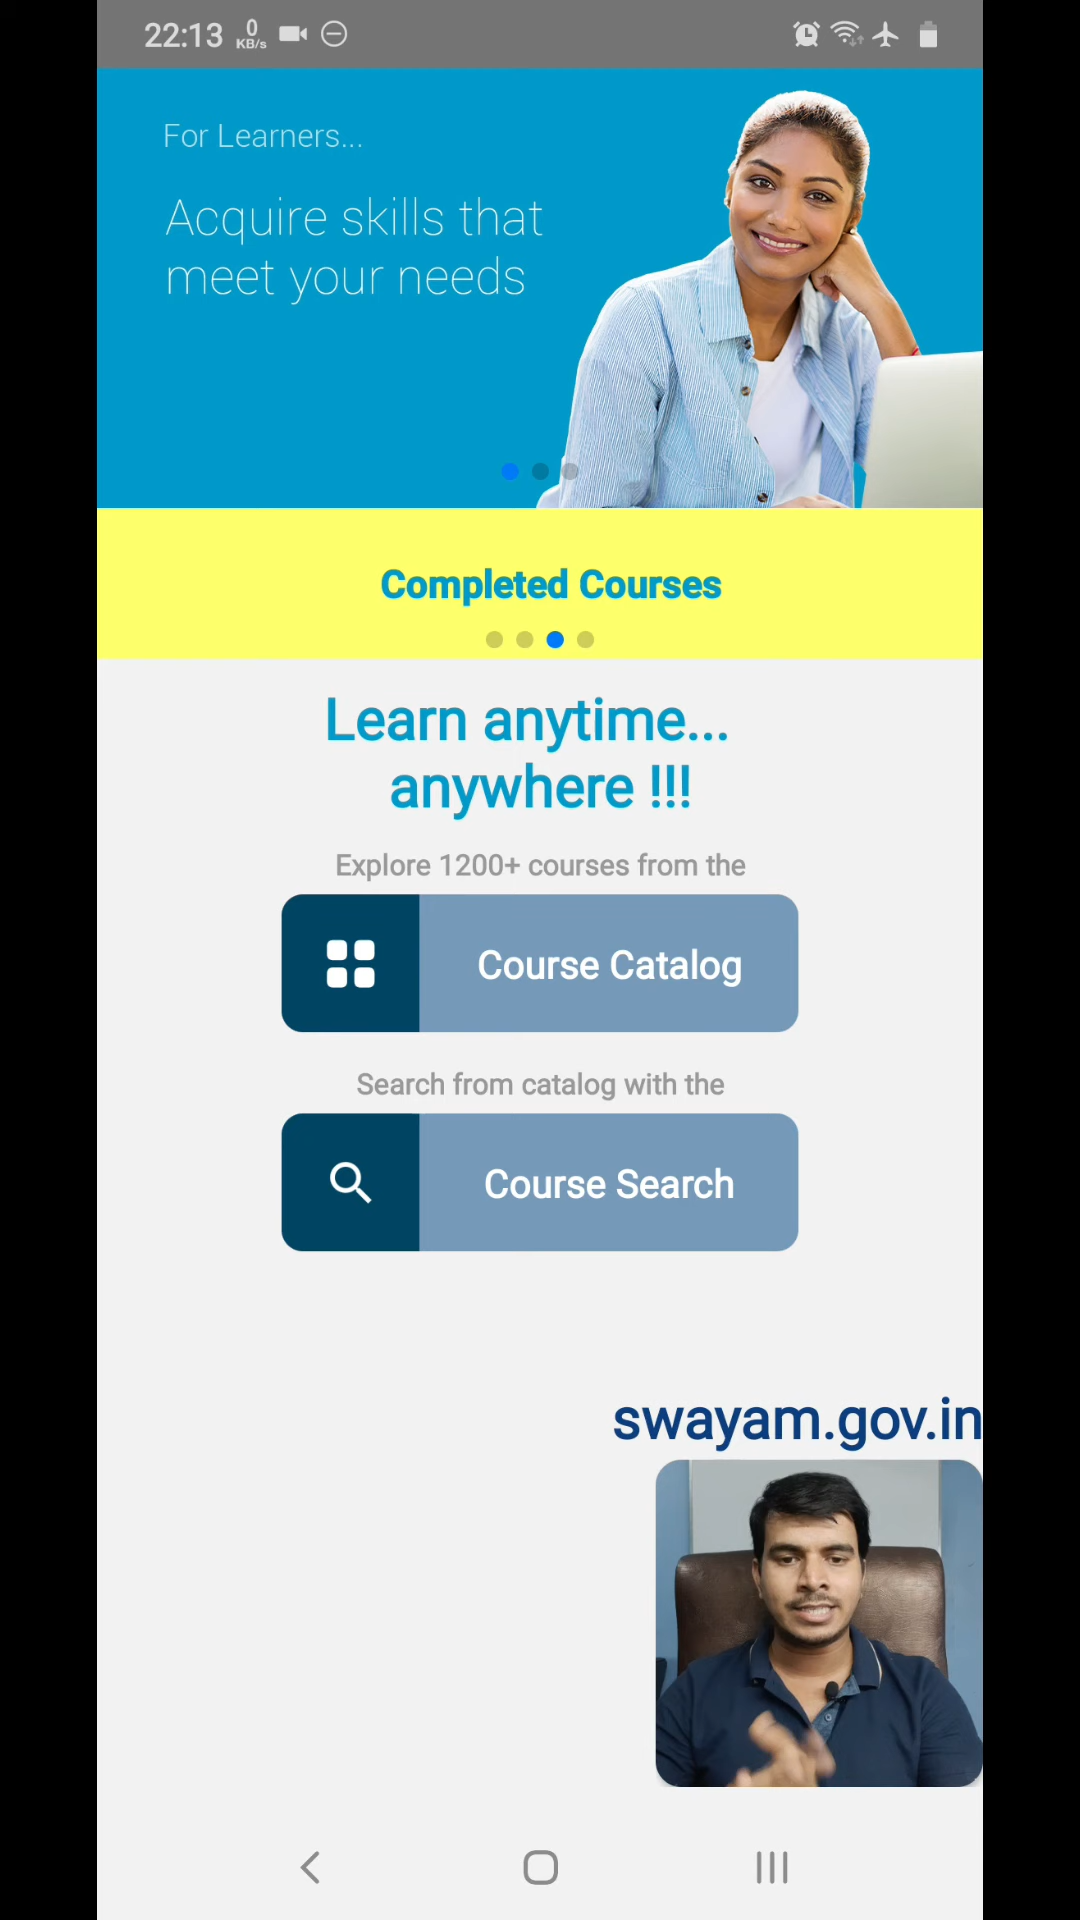 22:13
0
KB/s
For Learners...
Acquire skills that
meet your needs
Completed Courses
Learn anytime...
anywhere !!!
Explore 1200+ courses from the
Course Catalog
Search from catalog with the
Course Search
swayam.gov.in